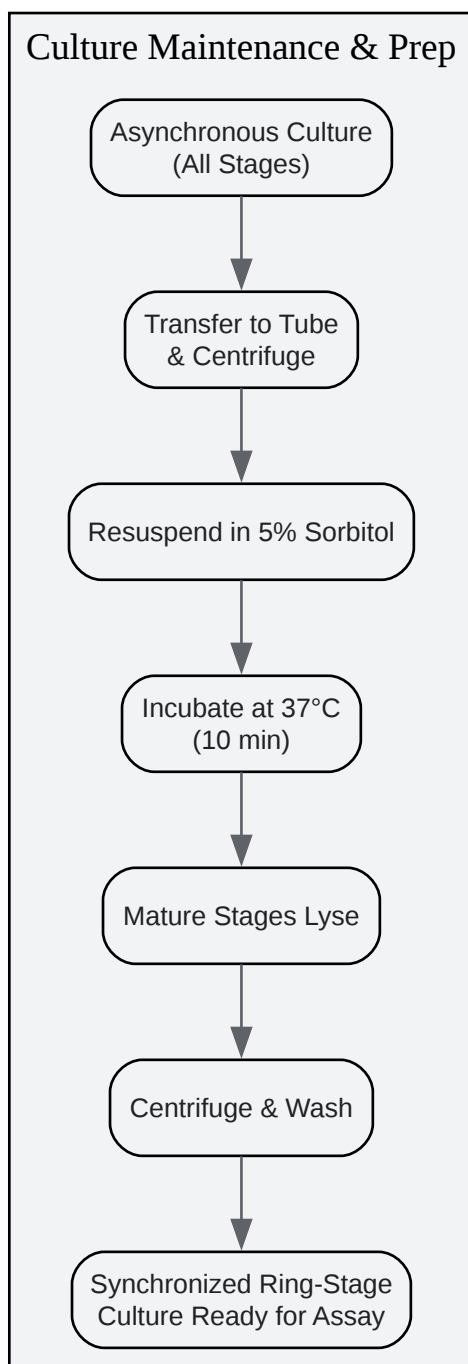 Culture Maintenance & Prep
Asynchronous Culture
(All Stages)
Transfer to Tube
& Centrifuge
Resuspend in 5% Sorbitol
Incubate at 37°C
(10 min)
Mature Stages Lyse
Centrifuge & Wash
Synchronized Ring-Stage
Culture Ready for Assay